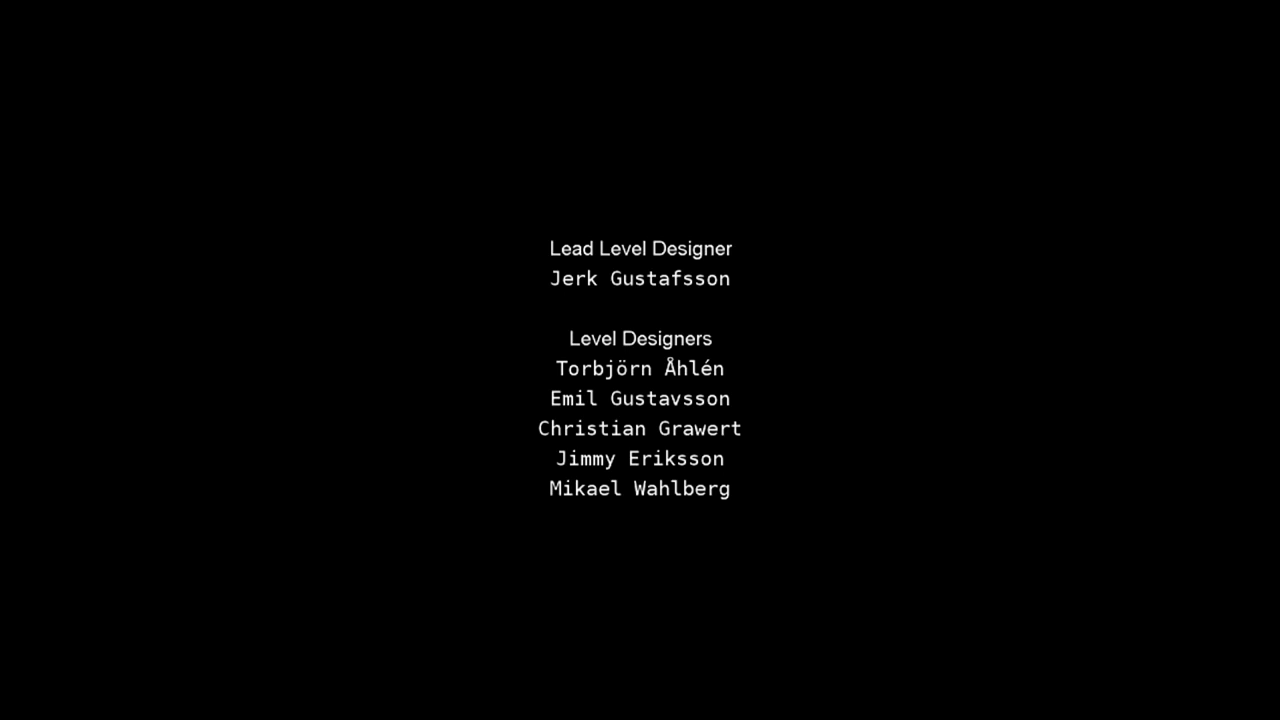 Lead Level Designer
Jerk Gustafsson
Level Designers
Torbjörn Åhlén
Emil Gustavsson
Christian Grawert
Jimmy Eriksson
Mikael Wahlberg